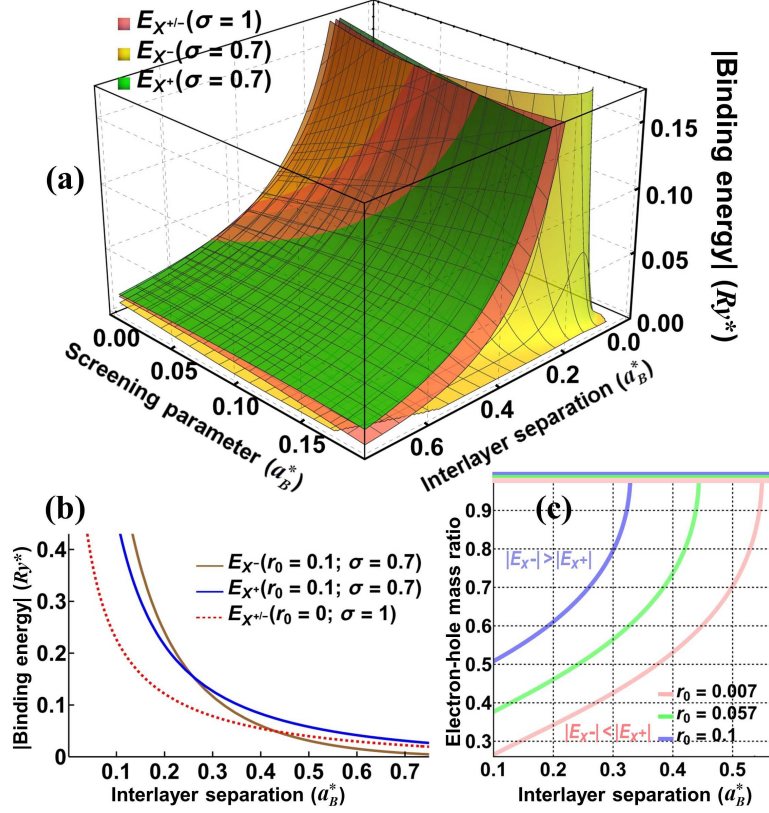 E_X+/-(σ = 1)
E_X-(σ = 0.7)
E_X+(σ = 0.7)
(a)
|Binding energy| (Ry*)
0.15
0.10
0.05
0.00
0.00
0.05
0.10
0.15
Screening parameter (a*_B)
0.0
0.2
0.4
0.6
Interlayer separation (a*_B)
(b)
|Binding energy| (Ry*)
0.4
0.3
0.2
0.1
0
E_X-(r0 = 0.1; σ = 0.7)
E_X+(r0 = 0.1; σ = 0.7)
E_X+/-(r0 = 0; σ = 1)
0.1 0.2 0.3 0.4 0.5 0.6 0.7
Interlayer separation (a*_B)
(c)
Electron-hole mass ratio
0.9
0.8
0.7
0.6
0.5
0.4
0.3
|E_X-|>|E_X+|
|E_X-|<|E_X+|
r0 = 0.007
r0 = 0.057
r0 = 0.1
0.1 0.2 0.3 0.4 0.5
Interlayer separation (a*_B)